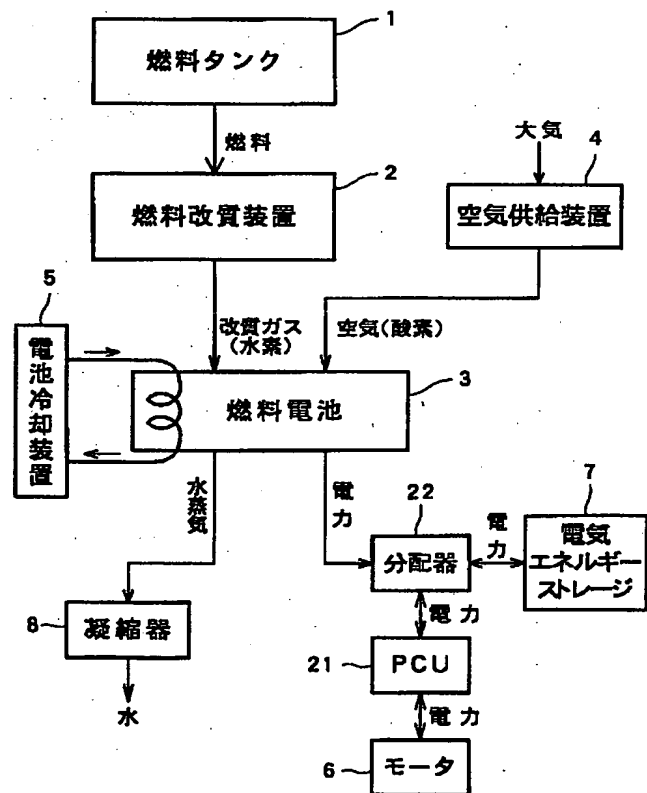 1
燃料タンク
燃料
2
燃料改質装置
大気
4
空気供給装置
5
電池冷却装置
改質ガス
(水素)
空気(酸素)
3
燃料電池
水蒸気
電力
22
分配器
電力
7
電気
エネルギー
ストレージ
8
凝縮器
水
電力
21
PCU
電力
6
モータ